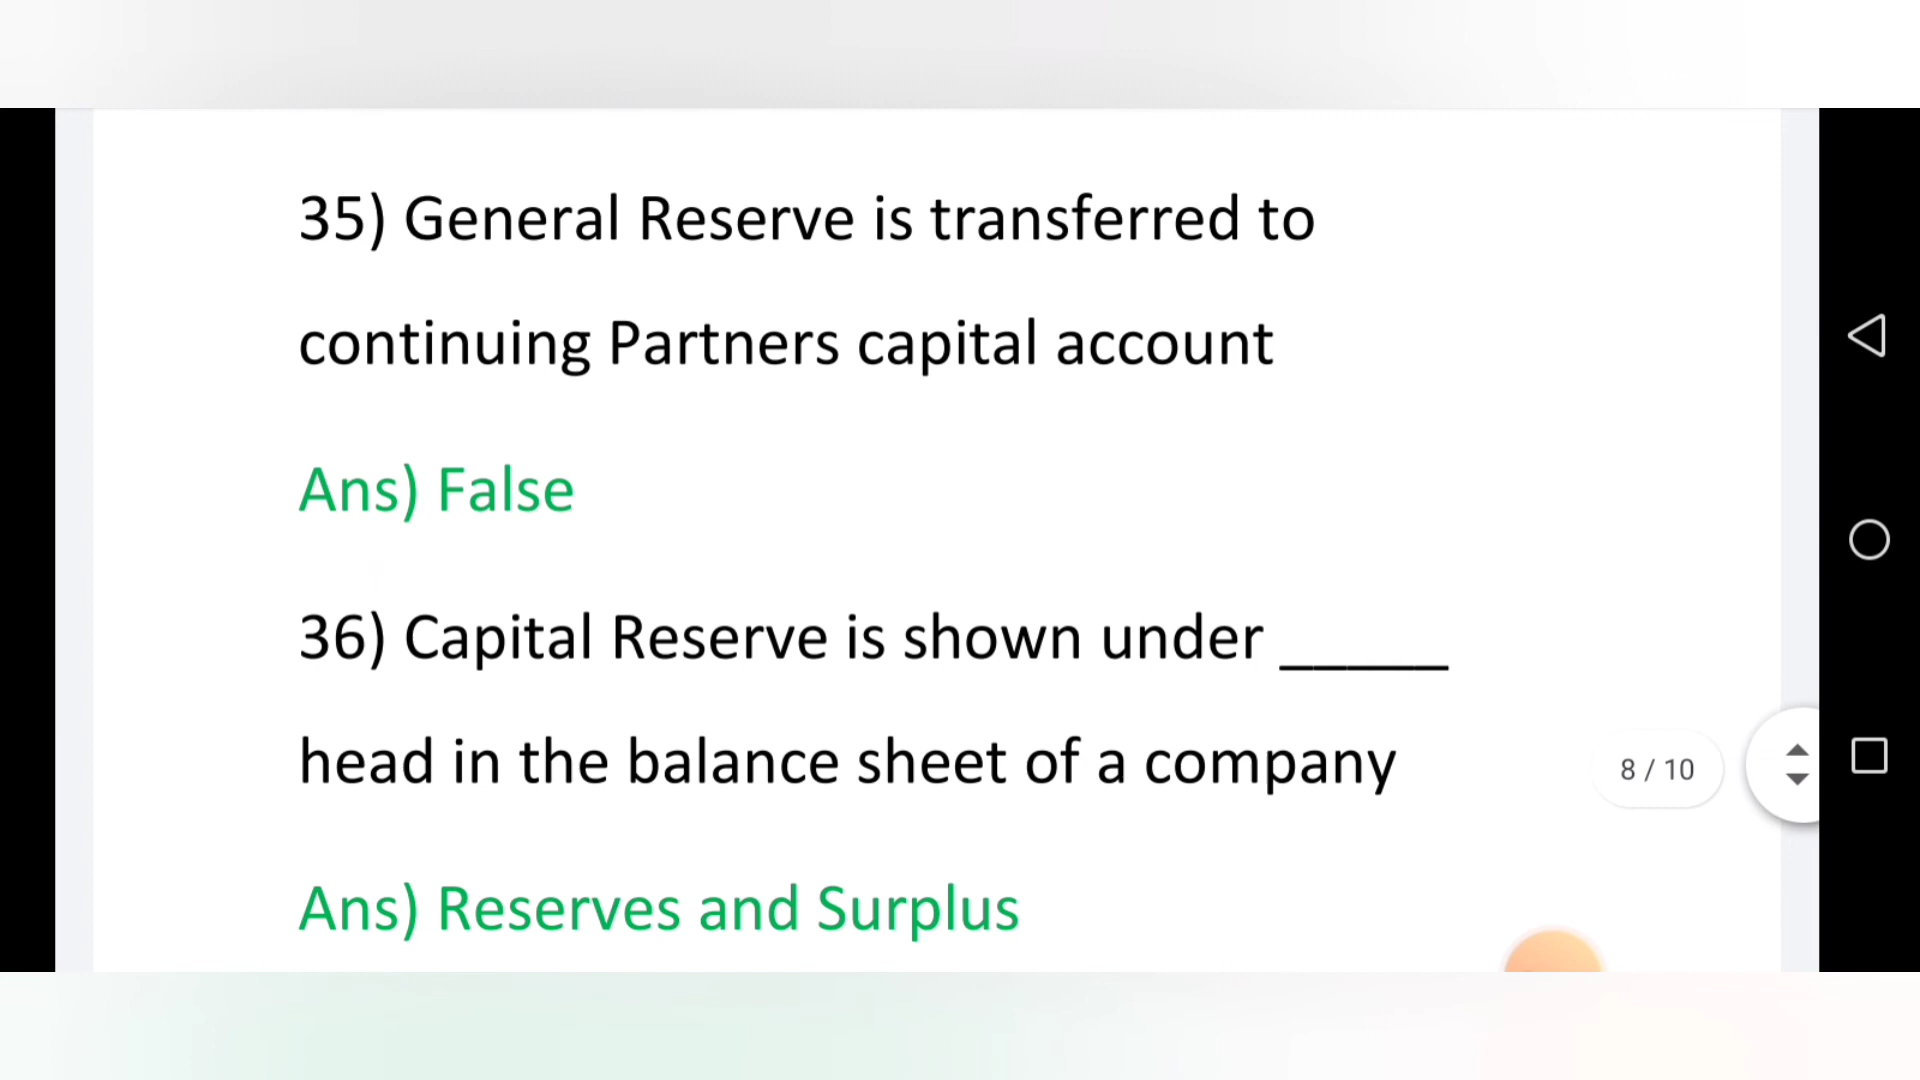 35) General Reserve is transferred to
continuing Partners capital account
Ans) False
36) Capital Reserve is shown under _____
head in the balance sheet of a company
8 / 10
Ans) Reserves and Surplus